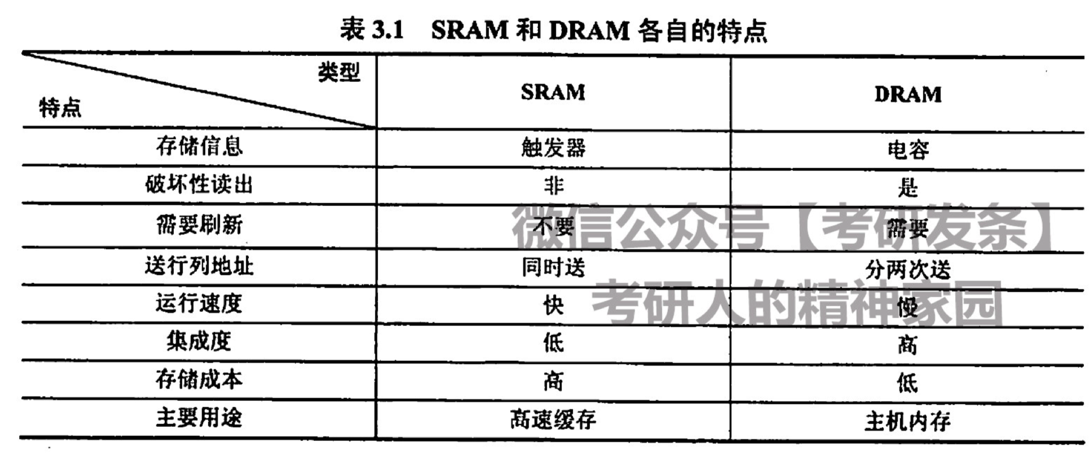 表 3.1 SRAM 和 DRAM 各自的特点
类型
特点 SRAM DRAM
存储信息 触发器 电容
破坏性读出 非 是
需要刷新 不要 需要
送行列地址 同时送 分两次送
运行速度 快 慢
集成度 低 高
存储成本 高 低
主要用途 高速缓存 主机内存
微信公众号【考研发条】
考研人的精神家园